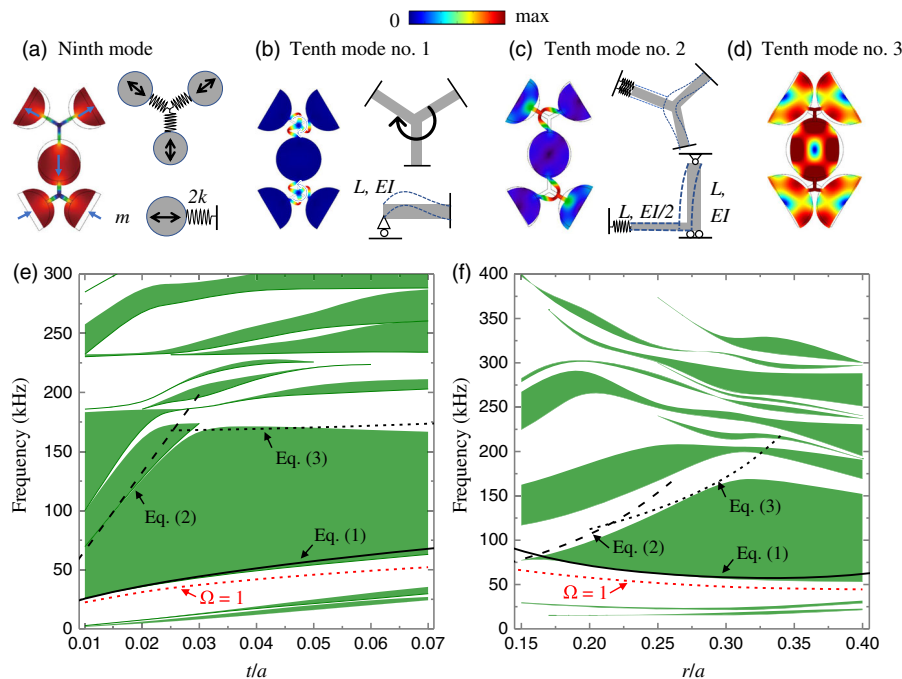 0 max
(a) Ninth mode (b) Tenth mode no. 1 (c) Tenth mode no. 2 (d) Tenth mode no. 3
m 2k
L, EI
L, EI/2
L,
EI
(e)
300
250
200
150
100
50
0
Frequency (kHz)
0.01 0.02 0.03 0.04 0.05 0.06 0.07
t/a
Eq. (3)
Eq. (2)
Eq. (1)
Ω = 1
(f)
400
350
300
250
200
150
100
50
0
Frequency (kHz)
0.15 0.20 0.25 0.30 0.35 0.40
r/a
Eq. (3)
Eq. (2)
Eq. (1)
Ω = 1